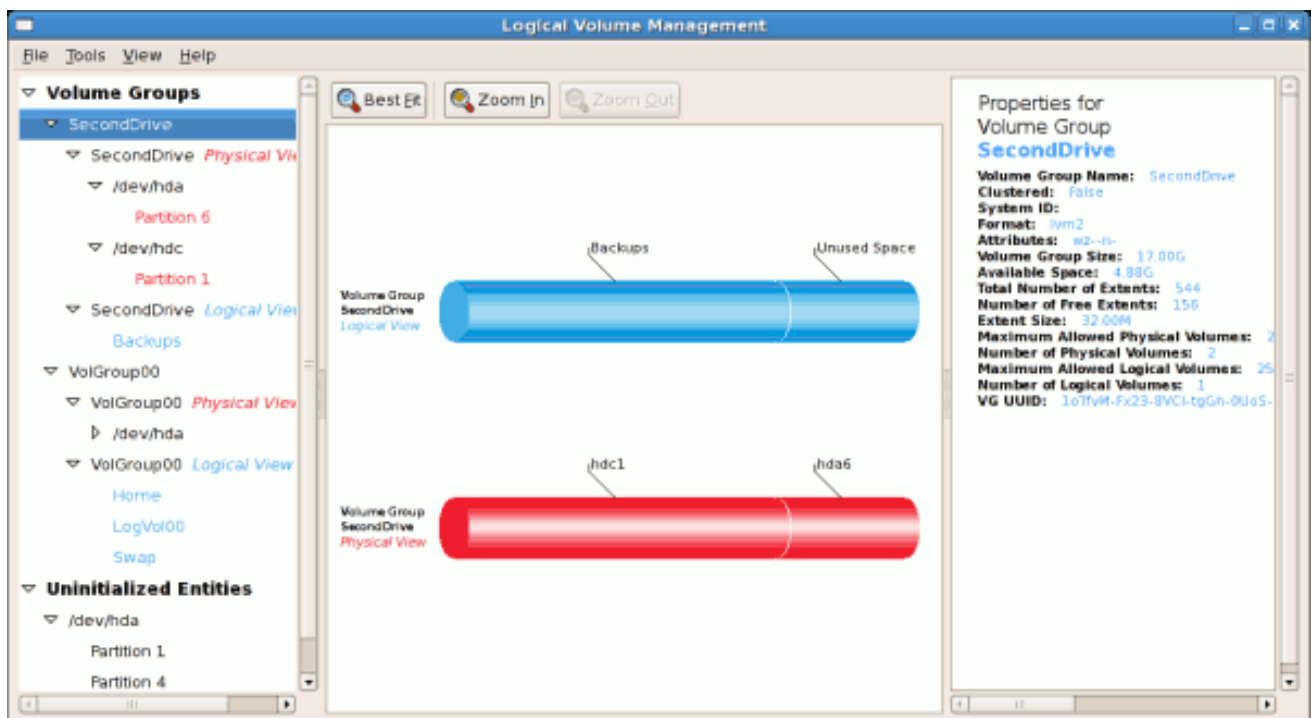 Logical Volume Management
File Tools View Help
Volume Groups
SecondDrive
SecondDrive Physical Vi
/dev/hda
Partition 6
/dev/hdc
Partition 1
SecondDrive Logical Vie
Backups
VolGroup00
VolGroup00 Physical View
/dev/hda
VolGroup00 Logical View
Home
LogVol00
Swap
Uninitialized Entities
/dev/hda
Partition 1
Partition 4
Best Fit Zoom In Zoom Out
Backups Unused Space
Volume Group
SecondDrive
Logical View
hdc1 hda6
Volume Group
SecondDrive
Physical View
Properties for
Volume Group
SecondDrive
Volume Group Name: SecondDrive
Clustered: False
System ID:
Format: lvm2
Attributes: wz--n-
Volume Group Size: 17.00G
Available Space: 4.88G
Total Number of Extents: 544
Number of Free Extents: 156
Extent Size: 32.00M
Maximum Allowed Physical Volumes: 2
Number of Physical Volumes: 2
Maximum Allowed Logical Volumes: 25
Number of Logical Volumes: 1
VG UUID: